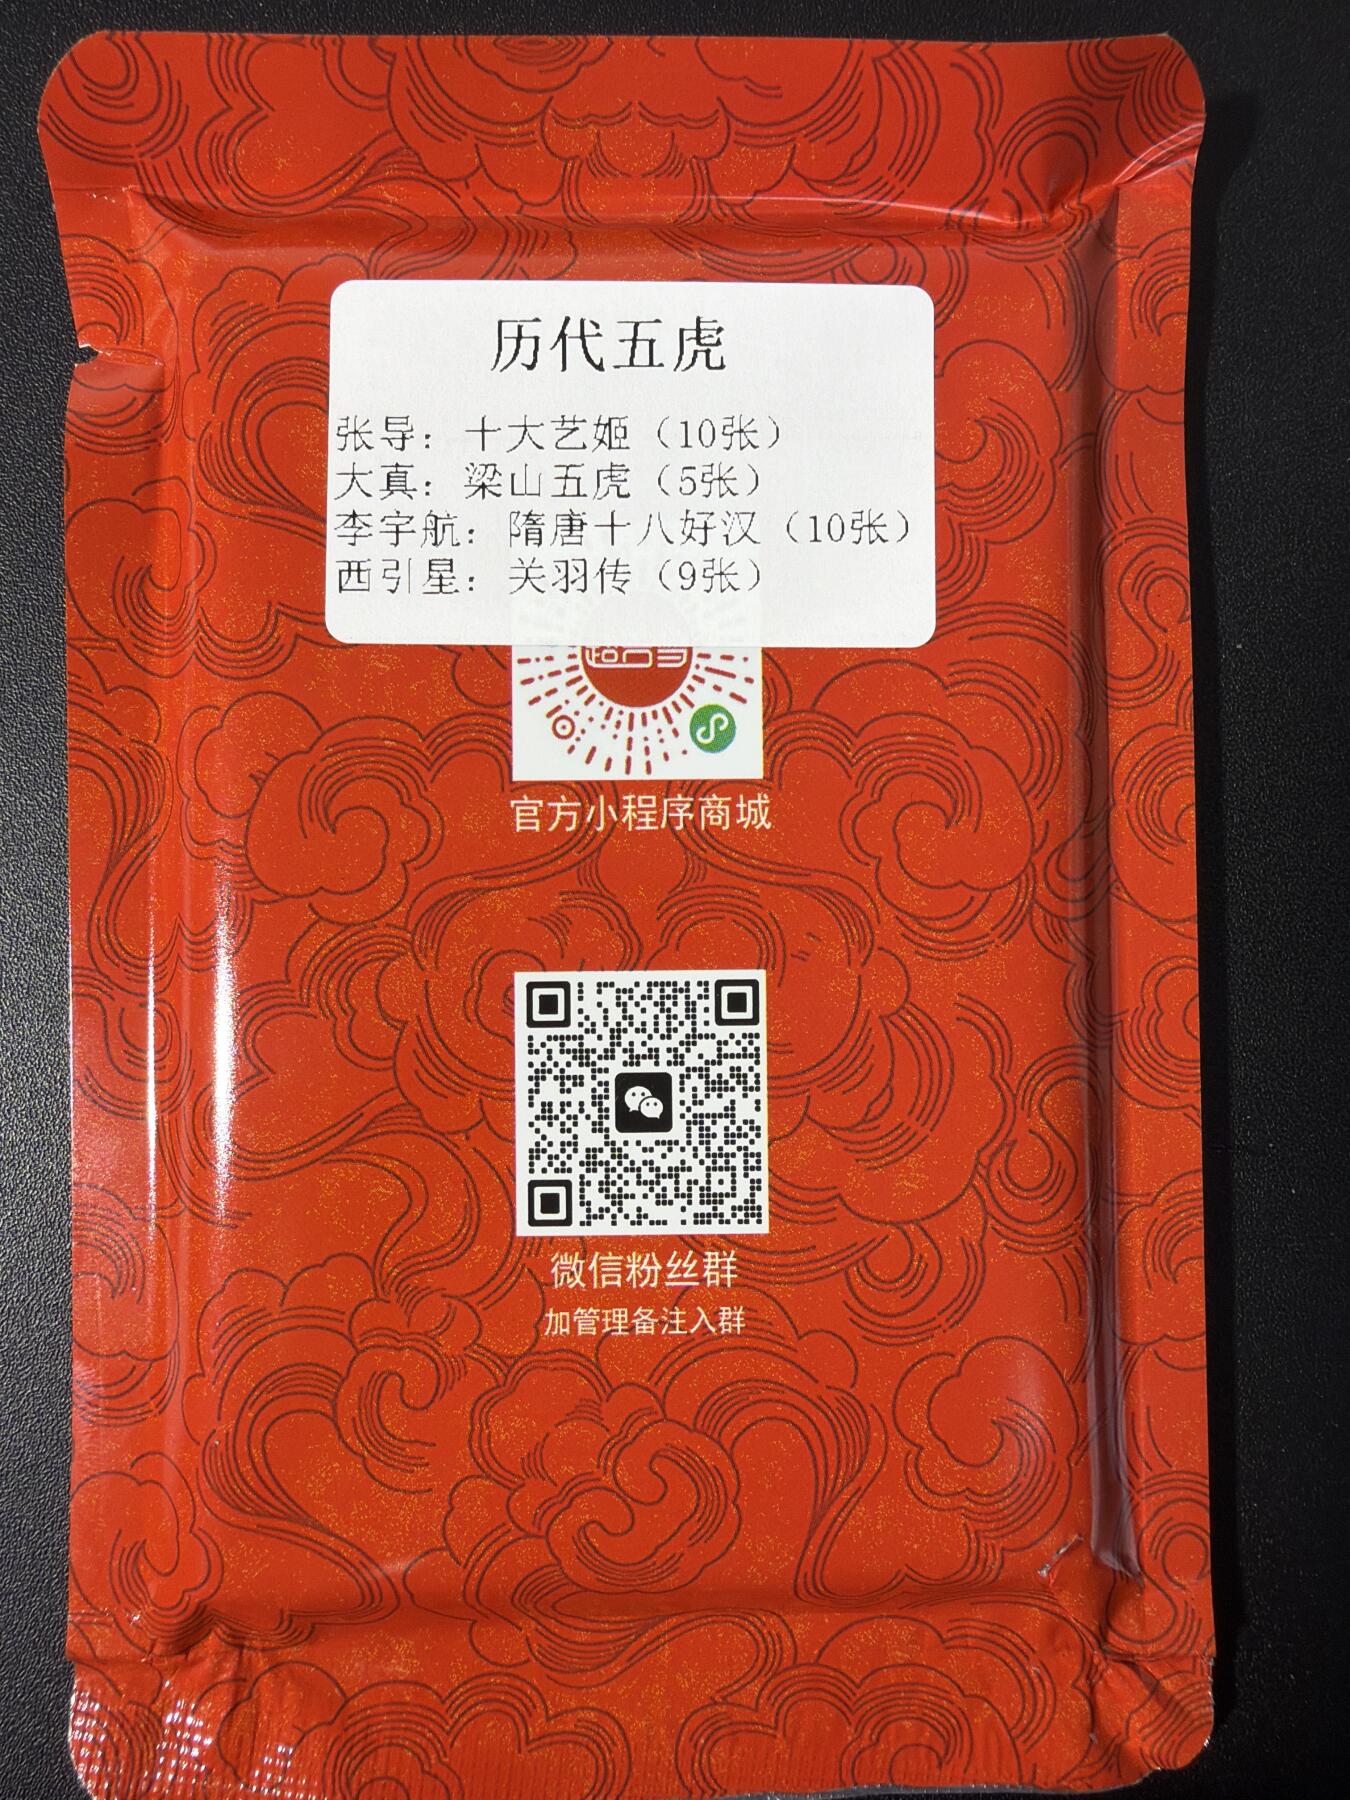 历代五虎
张导：十大艺姬（10张）
大真：梁山五虎（5张）
李宇航：隋唐十八好汉（10张）
西引星：关羽传（9张）
官方小程序商城
微信粉丝群
加管理备注入群